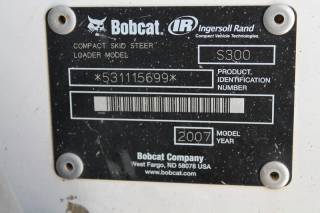 Bobcat. IR Ingersoll Rand
Compact Vehicle Technologies
COMPACT SKID STEER
LOADER MODEL S300
*531115699* PRODUCT
IDENTIFICATION
NUMBER
2007 MODEL
YEAR
Bobcat Company
West Fargo, ND 58078 USA
www.bobcat.com